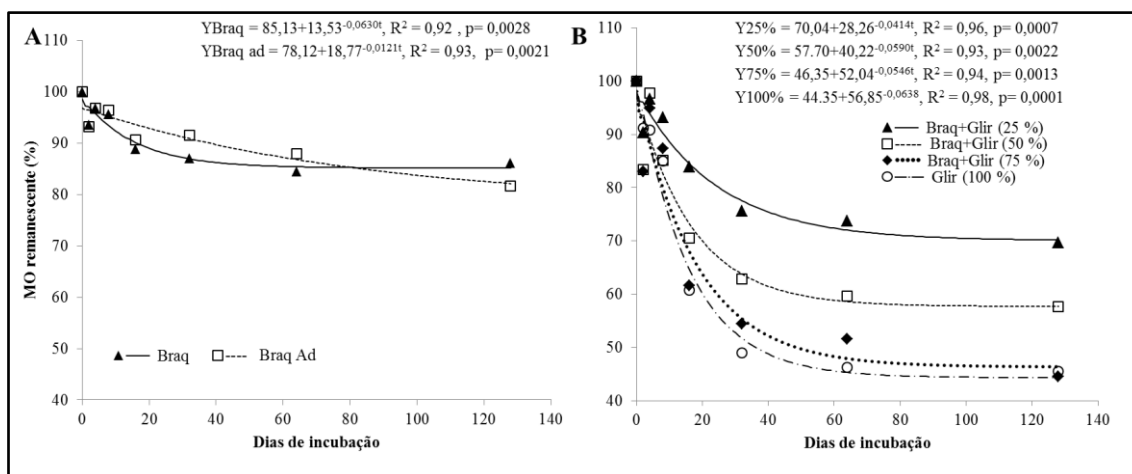 A
YBraq = 85,13+13,53^-0,0630t, R² = 0,92 , p= 0,0028
YBraq ad = 78,12+18,77^-0,0121t, R² = 0,93, p= 0,0021
MO remanescente (%)
100
90
80
70
60
50
40
Braq
Braq Ad
0 20 40 60 80 100 120 140
Dias de incubação
B
Y25% = 70,04+28,26^-0,0414t, R² = 0,96, p= 0,0007
Y50% = 57.70+40,22^-0,0590t, R² = 0,93, p= 0,0022
Y75% = 46,35+52,04^-0,0546t, R² = 0,94, p= 0,0013
Y100% = 44.35+56,85^-0,0638, R² = 0,98, p= 0,0001
100
90
80
70
60
50
40
Braq+Glir (25 %)
Braq+Glir (50 %)
Braq+Glir (75 %)
Glir (100 %)
0 20 40 60 80 100 120 140
Dias de incubação